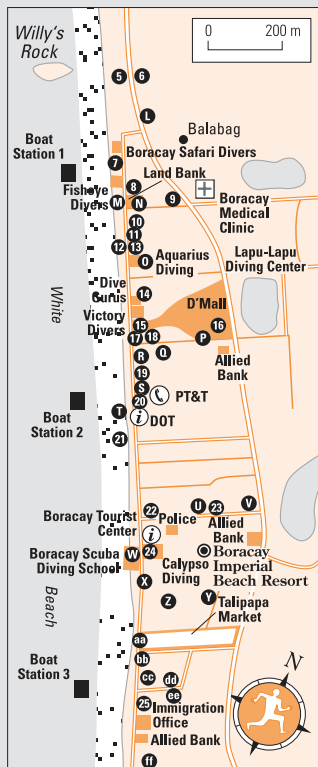 Willy's
Rock
0 200 m
5 6
L
Balabag
Boat
Station 1
Boracay Safari Divers
7
Land Bank
8
Fisheye
Divers
M N
9
Boracay
Medical
Clinic
10
11
12 13
O
Aquarius
Diving
Lapu-Lapu
Diving Center
Dive
Gurus
14
D'Mall
White
Victory
Divers
15
16
17 18
P
R Q
Allied
Bank
19
S
PT&T
20
Boat
Station 2
T
i
DOT
21
22
U 23 V
Boracay Tourist
Center
Police
i
Allied
Bank
Boracay Scuba
Diving School
W
24
Calypso
Diving
Boracay
Imperial
Beach Resort
X
Beach
Z
Y
Talipapa
Market
aa
bb
Boat
Station 3
cc dd
ee
25
Immigration
Office
Allied Bank
ff
N